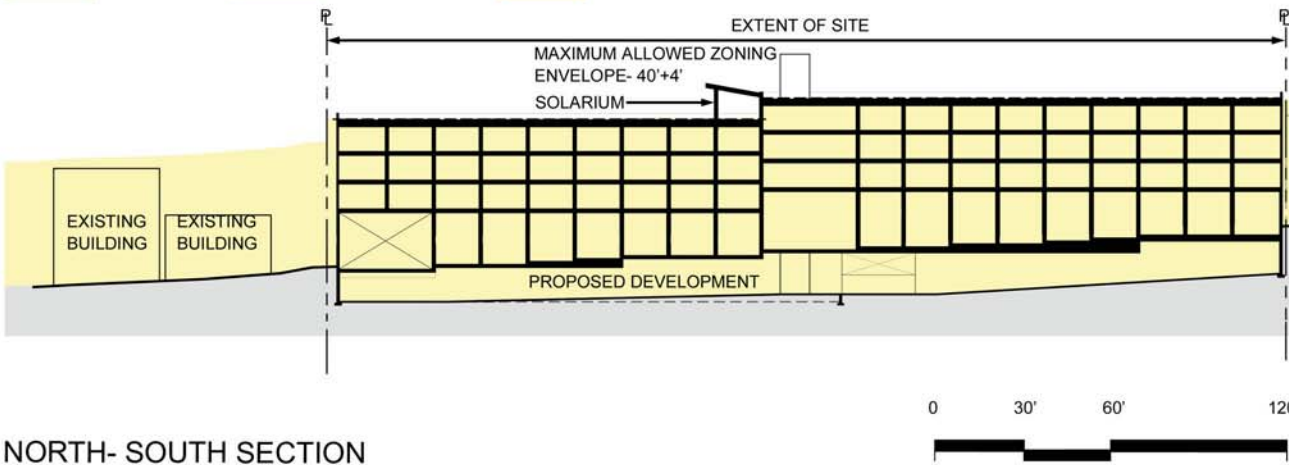 PL
PL
EXTENT OF SITE
MAXIMUM ALLOWED ZONING
ENVELOPE- 40'+4'
SOLARIUM
EXISTING
BUILDING
EXISTING
BUILDING
PROPOSED DEVELOPMENT
0 30' 60' 120
NORTH- SOUTH SECTION